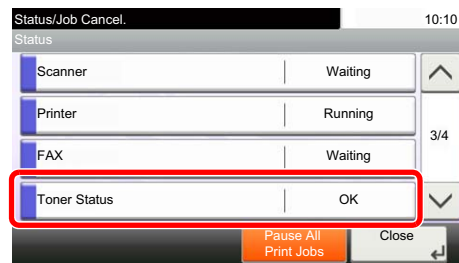 Status/Job Cancel. 10:10
Status
Scanner Waiting
Printer Running
3/4
FAX Waiting
Toner Status OK
Pause All
Print Jobs
Close